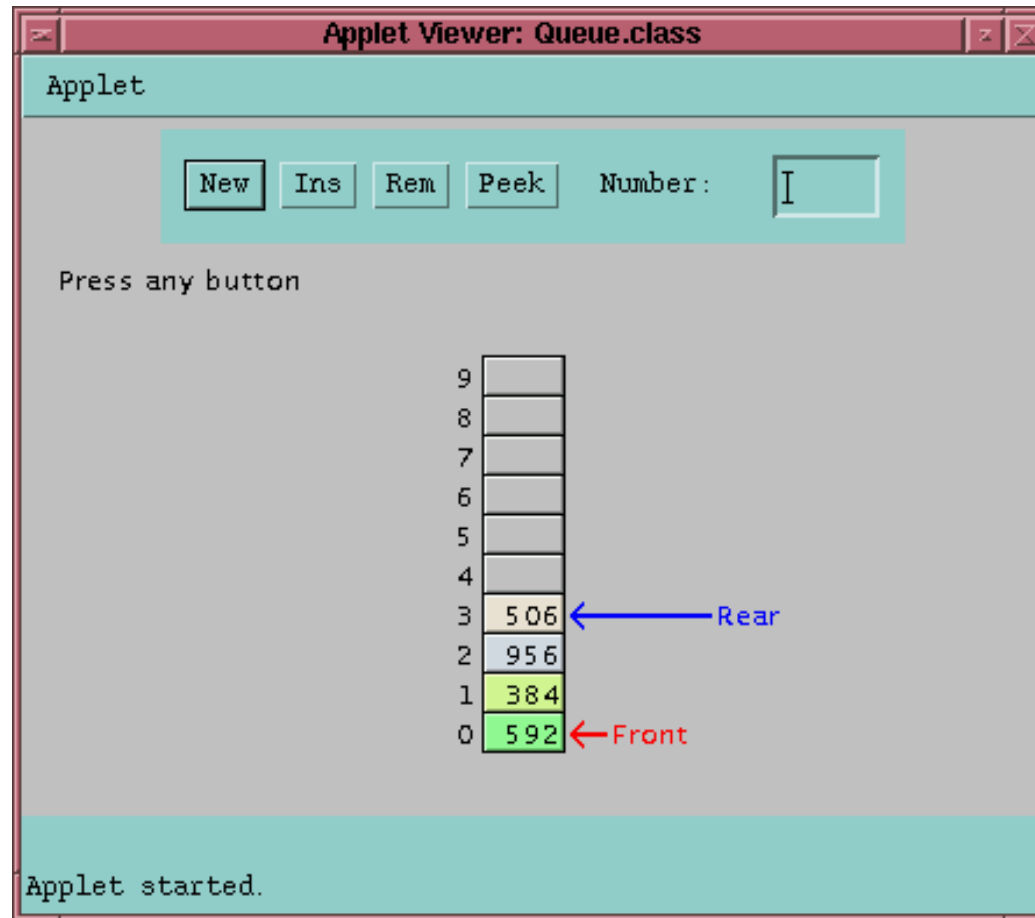 Applet Viewer: Queue.class
Applet
New Ins Rem Peek Number:
Press any button
9
8
7
6
5
4
3 506 Rear
2 956
1 384
0 592 Front
Applet started.